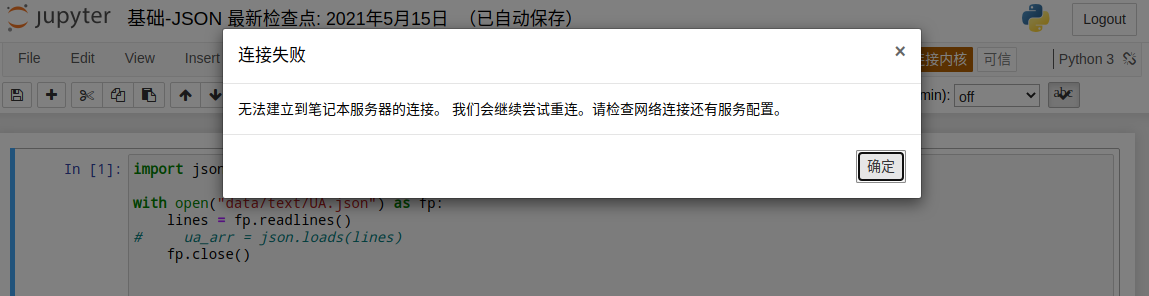 jupyter 基础-JSON 最新检查点: 2021年5月15日 （已自动保存） Logout
连接失败 ×
File Edit View Insert 连接内核 可信 Python 3
无法建立到笔记本服务器的连接。 我们会继续尝试重连。请检查网络连接还有服务配置。
min): off abc
确定
In [1]: import json
with open("data/text/UA.json") as fp:
lines = fp.readlines()
# ua_arr = json.loads(lines)
fp.close()